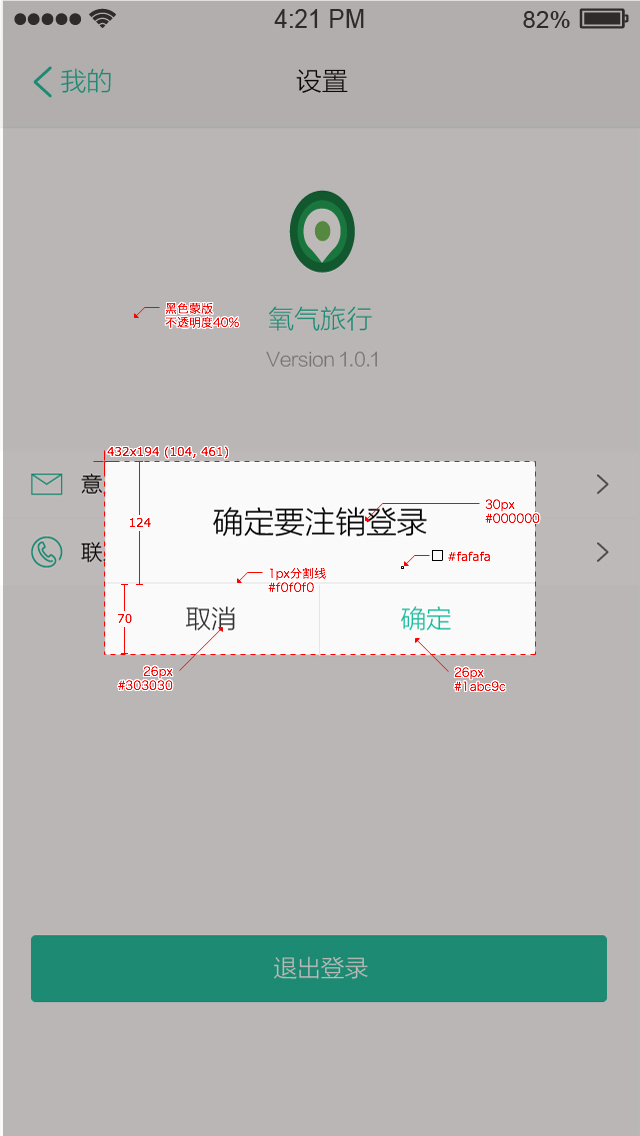 4:21 PM
82%
我的
设置
黑色蒙版
不透明度40%
氧气旅行
Version 1.0.1
432x194 (104, 461)
意
124
确定要注销登录
30px
#000000
联
#fafafa
1px分割线
#f0f0f0
70
取消
确定
26px
#303030
26px
#1abc9c
退出登录